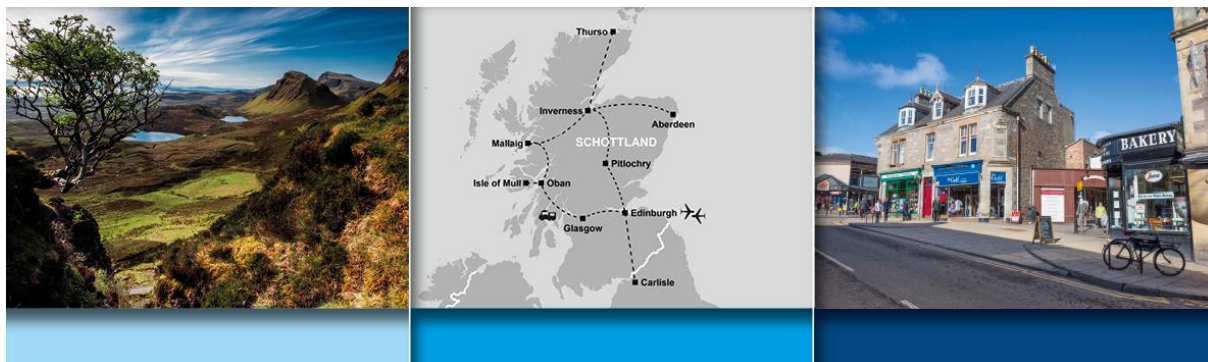 Thurso
Inverness
Aberdeen
Mallaig
SCHOTTLAND
Pitlochry
Isle of Mull
Oban
Edinburgh
Glasgow
Carlisle
BAKERY